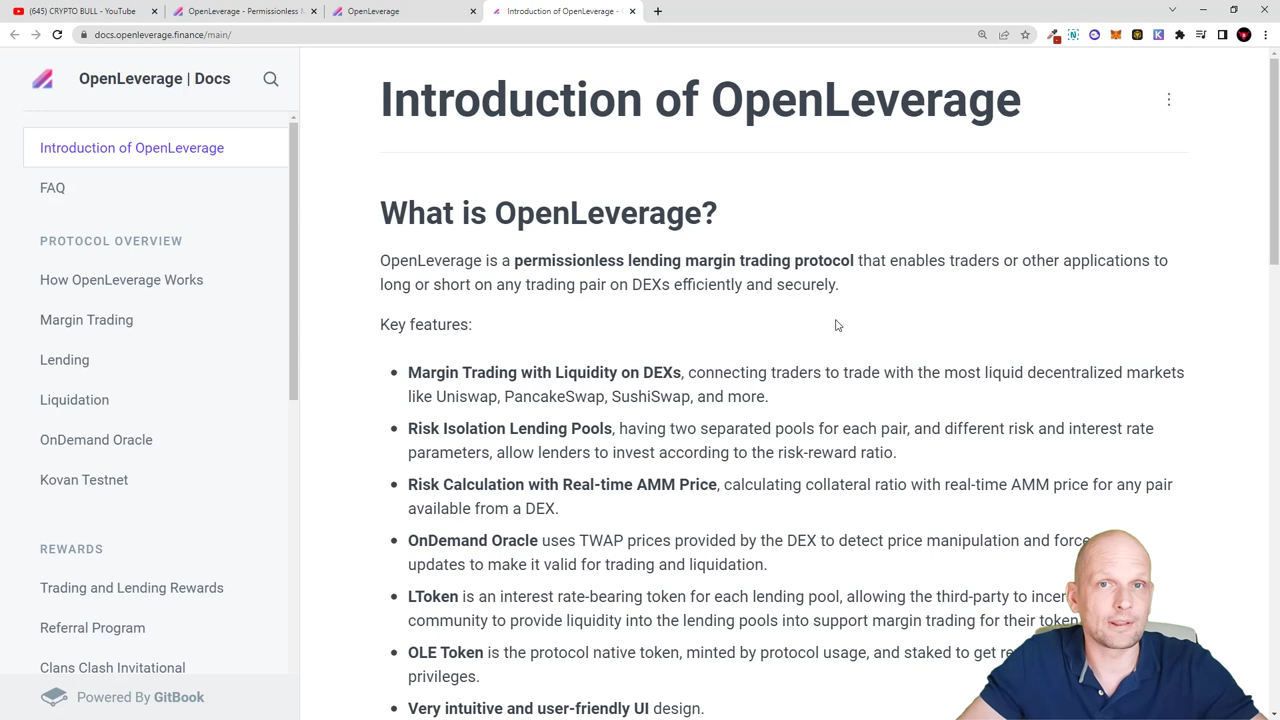 (645) CRYPTO BULL - YouTube
OpenLeverage - Permissionless
OpenLeverage
Introduction of OpenLeverage -
docs.openleverage.finance/main/
OpenLeverage | Docs
Introduction of OpenLeverage
FAQ
PROTOCOL OVERVIEW
How OpenLeverage Works
Margin Trading
Lending
Liquidation
OnDemand Oracle
Kovan Testnet
REWARDS
Trading and Lending Rewards
Referral Program
Clans Clash Invitational
Powered By GitBook
Introduction of OpenLeverage
What is OpenLeverage?
OpenLeverage is a permissionless lending margin trading protocol that enables traders or other applications to
long or short on any trading pair on DEXs efficiently and securely.
Key features:
Margin Trading with Liquidity on DEXs, connecting traders to trade with the most liquid decentralized markets
like Uniswap, PancakeSwap, SushiSwap, and more.
Risk Isolation Lending Pools, having two separated pools for each pair, and different risk and interest rate
parameters, allow lenders to invest according to the risk-reward ratio.
Risk Calculation with Real-time AMM Price, calculating collateral ratio with real-time AMM price for any pair
available from a DEX.
OnDemand Oracle uses TWAP prices provided by the DEX to detect price manipulation and force
updates to make it valid for trading and liquidation.
LToken is an interest rate-bearing token for each lending pool, allowing the third-party to
community to provide liquidity into the lending pools into support margin trading for their token
OLE Token is the protocol native token, minted by protocol usage, and staked to get
privileges.
Very intuitive and user-friendly UI design.